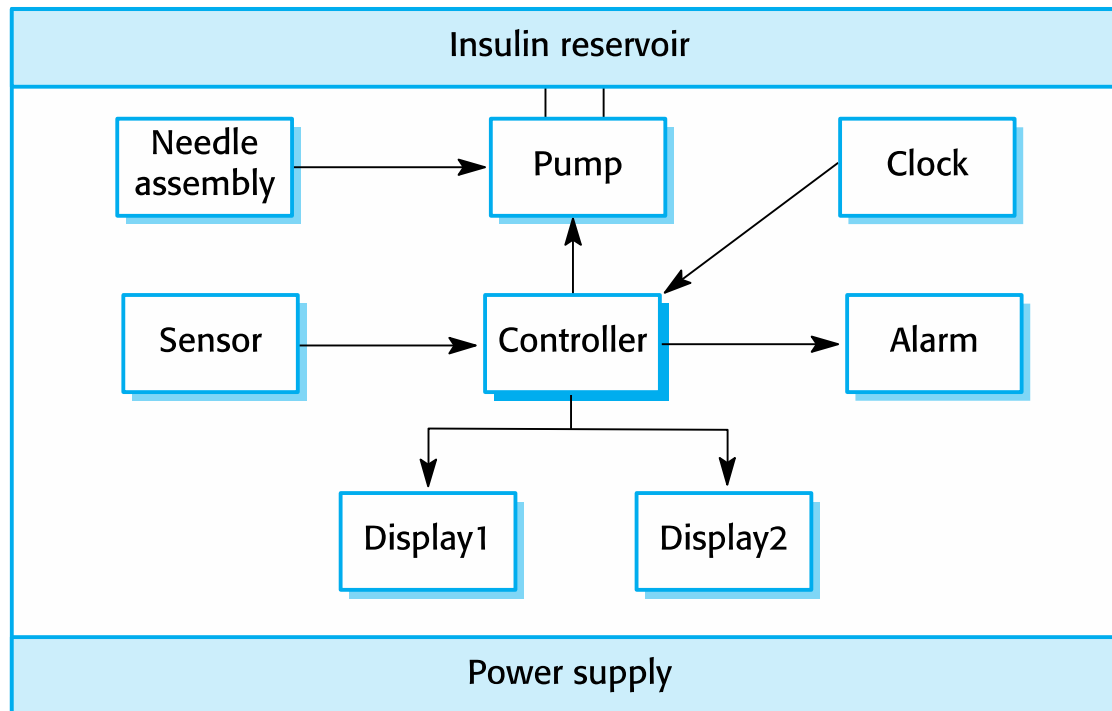 Insulin reservoir
Needle
assembly
Pump
Clock
Sensor
Controller
Alarm
Display1
Display2
Power supply